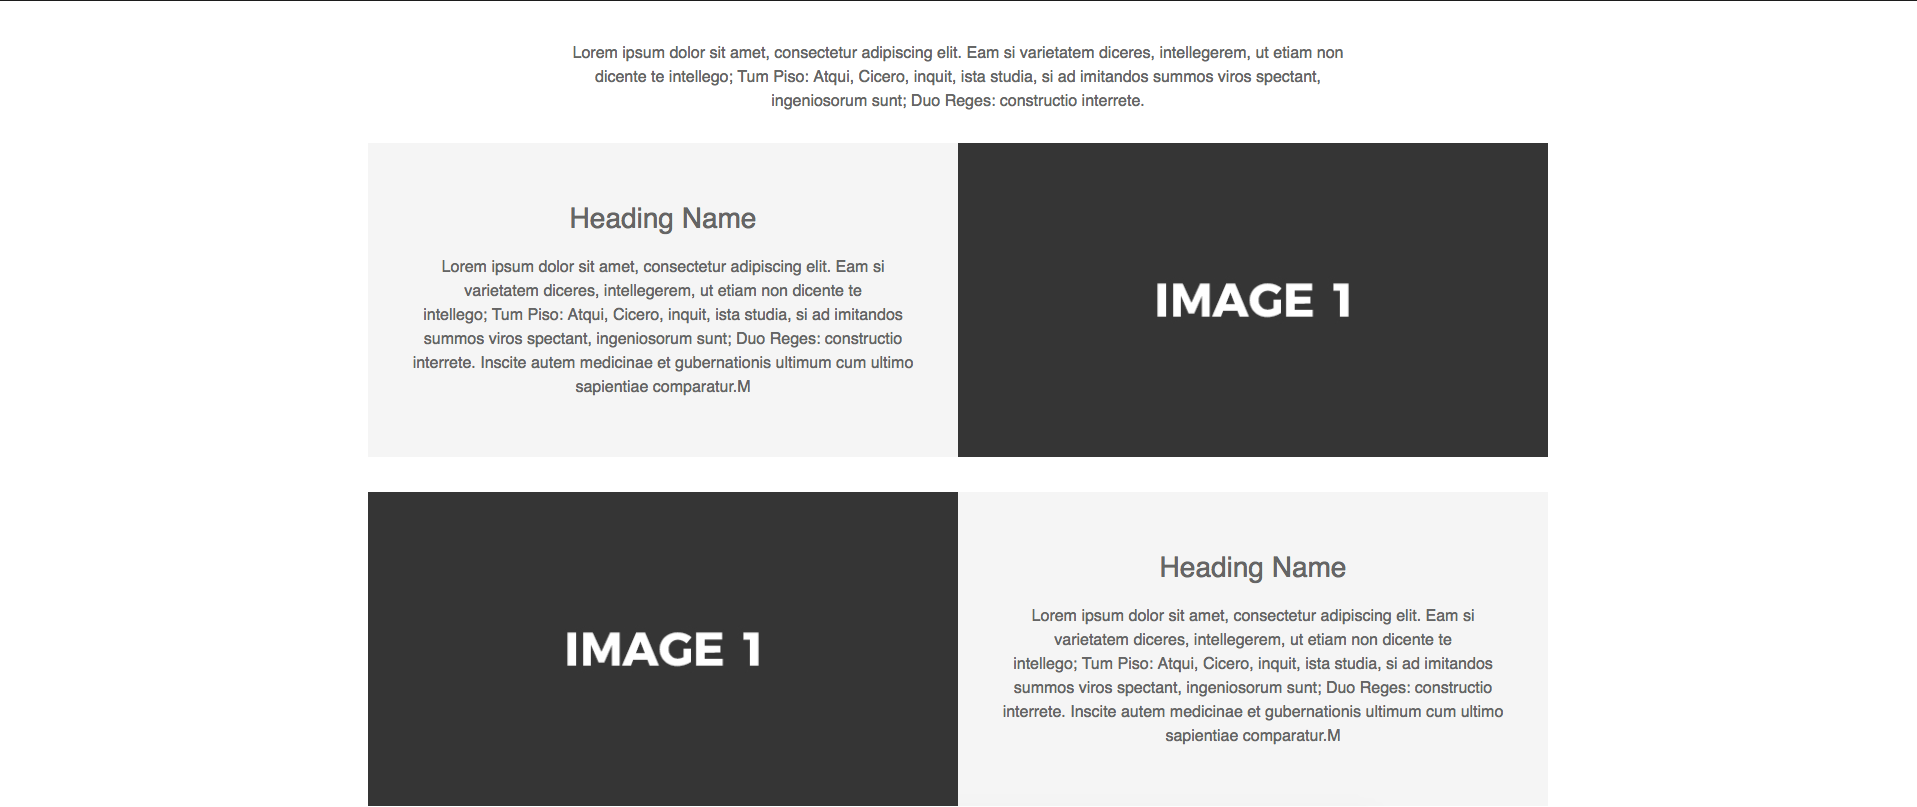 Lorem ipsum dolor sit amet, consectetur adipiscing elit. Eam si varietatem diceres, intellegerem, ut etiam non
dicente te intellego; Tum Piso: Atqui, Cicero, inquit, ista studia, si ad imitandos summos viros spectant,
ingeniosorum sunt; Duo Reges: constructio interrete.
Heading Name
Lorem ipsum dolor sit amet, consectetur adipiscing elit. Eam si
varietatem diceres, intellegerem, ut etiam non dicente te
intellego; Tum Piso: Atqui, Cicero, inquit, ista studia, si ad imitandos
summos viros spectant, ingeniosorum sunt; Duo Reges: constructio
interrete. Inscite autem medicinae et gubernationis ultimum cum ultimo
sapientiae comparatur.M
IMAGE 1
IMAGE 1
Heading Name
Lorem ipsum dolor sit amet, consectetur adipiscing elit. Eam si
varietatem diceres, intellegerem, ut etiam non dicente te
intellego; Tum Piso: Atqui, Cicero, inquit, ista studia, si ad imitandos
summos viros spectant, ingeniosorum sunt; Duo Reges: constructio
interrete. Inscite autem medicinae et gubernationis ultimum cum ultimo
sapientiae comparatur.M